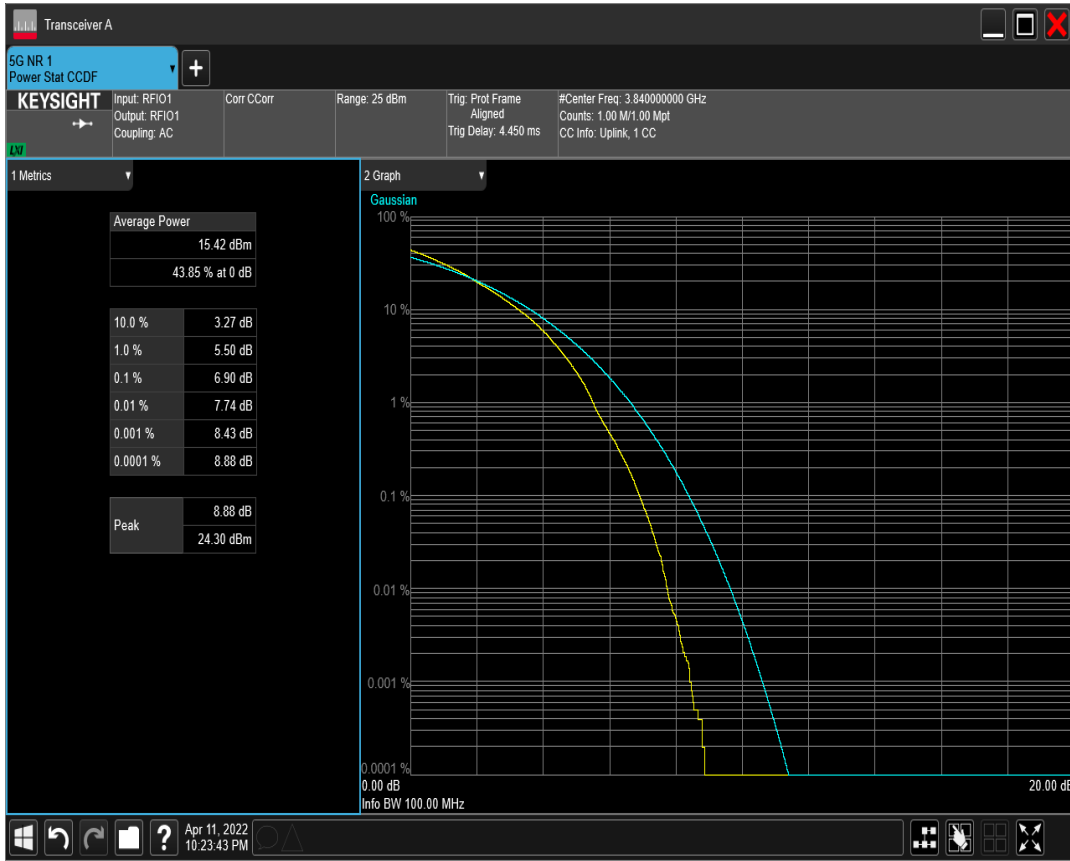 Transceiver A
5G NR 1
Power Stat CCDF
+
KEYSIGHT
LXI
Input: RFIO1
Output: RFIO1
Coupling: AC
Corr CCorr
Range: 25 dBm
Trig: Prot Frame
Aligned
Trig Delay: 4.450 ms
#Center Freq: 3.840000000 GHz
Counts: 1.00 M/1.00 Mpt
CC Info: Uplink, 1 CC
1 Metrics
Average Power
15.42 dBm
43.85 % at 0 dB
10.0 % 3.27 dB
1.0 % 5.50 dB
0.1 % 6.90 dB
0.01 % 7.74 dB
0.001 % 8.43 dB
0.0001 % 8.88 dB
Peak
8.88 dB
24.30 dBm
2 Graph
Gaussian
100 %
10 %
1 %
0.1 %
0.01 %
0.001 %
0.0001 %
0.00 dB 20.00 dB
Info BW 100.00 MHz
?
Apr 11, 2022
10:23:43 PM